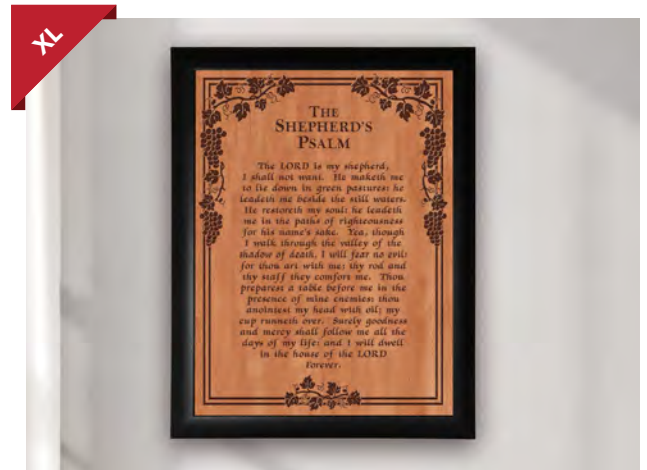 XL
THE
SHEPHERD'S
PSALM
The LORD is my shepherd,
I shall not want. He maketh me
to lie down in green pastures: he
leadeth me beside the still waters.
He restoreth my soul: he leadeth
me in the paths of righteousness
for his name's sake. Yea, though
I walk through the valley of the
shadow of death, I will fear no evil:
for thou art with me; thy rod and
thy staff they comfort me. Thou
preparest a table before me in the
presence of mine enemies: thou
anointest my head with oil; my
cup runneth over. Surely goodness
and mercy shall follow me all the
days of my life: and I will dwell
in the house of the LORD
Forever.